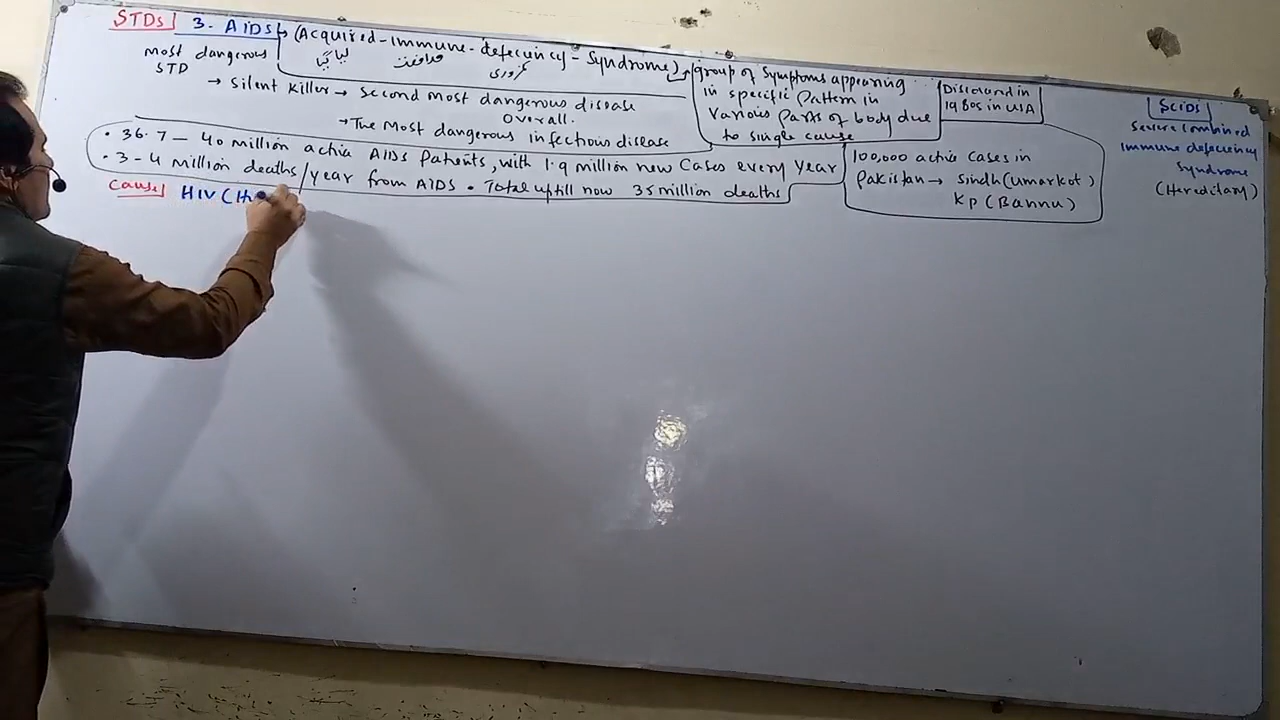 STDs 3. AIDS → (Acquired-immune-defeciency-Syndrome)
لیا گیا مدافعت کمزوری
Most dangerous STD
→ Silent Killer → Second most dangerous disease overall.
→ The Most dangerous infectious disease
group of Symptoms appearing
in specific Pattern in
Various Parts of body due
to single cause
Discovered in
1980s in USA
• 36.7 – 40 million active AIDS Patients, with 1.9 million new Cases every year
• 3-4 million deaths/year from AIDS • Total uptill now 35 million deaths
100,000 active cases in
Pakistan → Sindh (Umarkot)
KP (Bannu)
SCIDS
Severe Combined
immune defeciency
Syndrome
(Hereditary)
Cause HIV (Hu